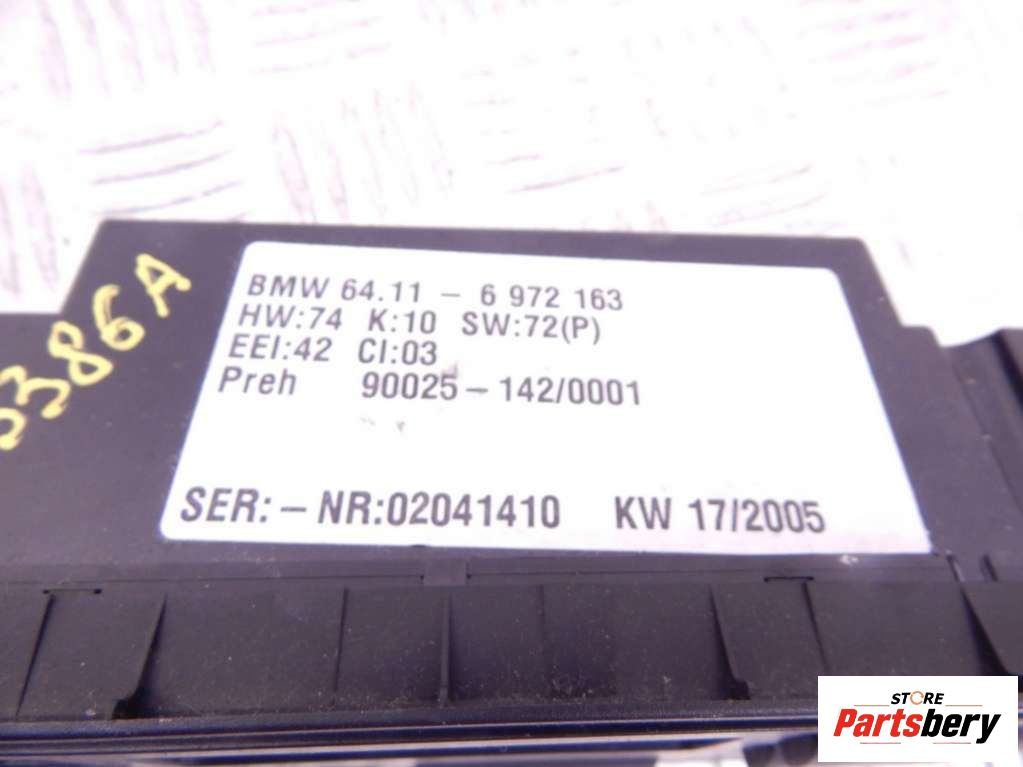 BMW 64.11 - 6 972 163
HW:74 K:10 SW:72(P)
EEI:42 CI:03
Preh 90025-142/0001
SER:-NR:02041410 KW 17/2005
STORE
Partsbery